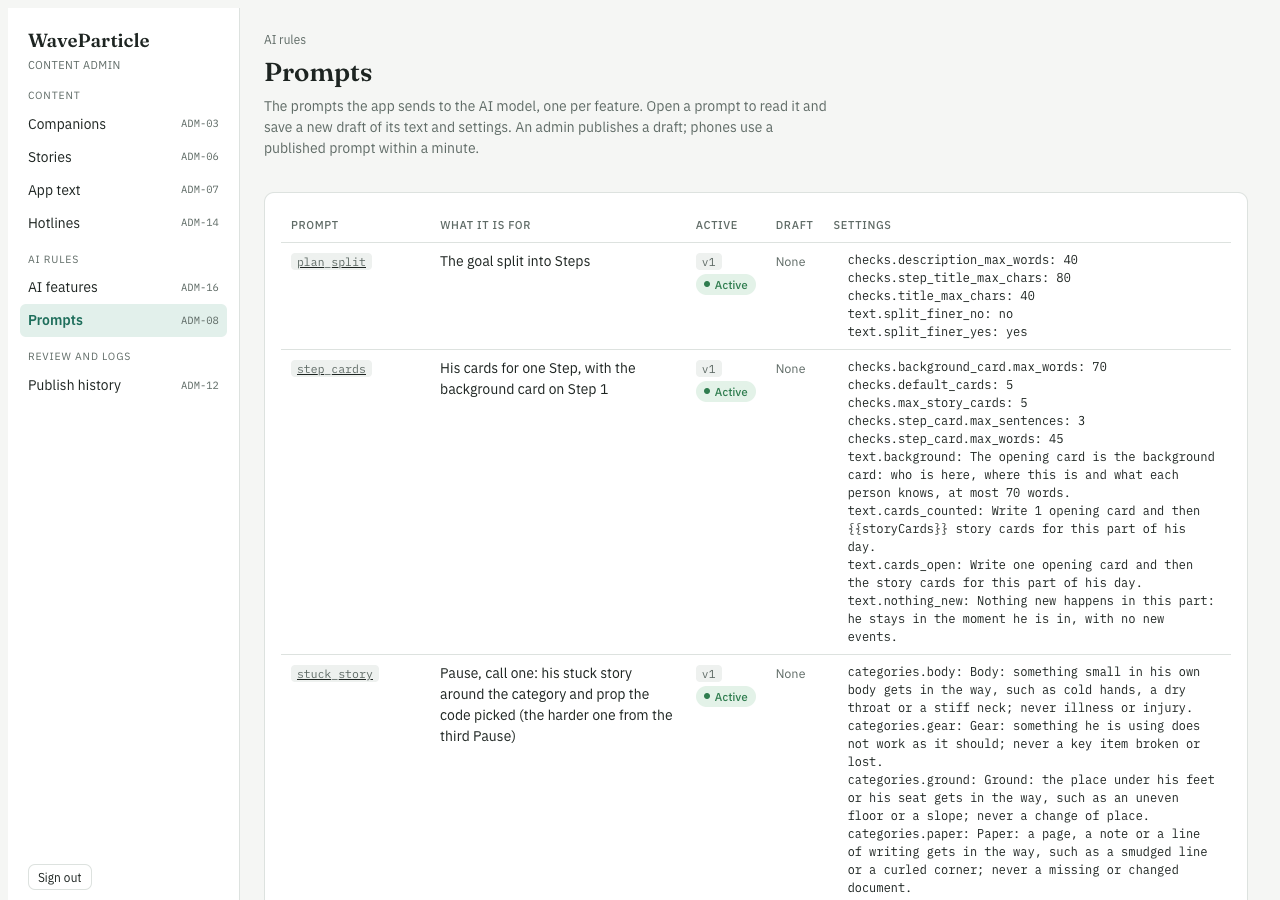 WaveParticle
CONTENT ADMIN
CONTENT
Companions ADM-03
Stories ADM-06
App text ADM-07
Hotlines ADM-14
AI RULES
AI features ADM-16
Prompts ADM-08
REVIEW AND LOGS
Publish history ADM-12
Sign out
AI rules
Prompts
The prompts the app sends to the AI model, one per feature. Open a prompt to read it and
save a new draft of its text and settings. An admin publishes a draft; phones use a
published prompt within a minute.
PROMPT WHAT IT IS FOR ACTIVE DRAFT SETTINGS
plan_split The goal split into Steps v1 Active None
checks.description_max_words: 40
checks.step_title_max_chars: 80
checks.title_max_chars: 40
text.split_finer_no: no
text.split_finer_yes: yes
step_cards His cards for one Step, with the
background card on Step 1
v1 Active None
checks.background_card.max_words: 70
checks.default_cards: 5
checks.max_story_cards: 5
checks.step_card.max_sentences: 3
checks.step_card.max_words: 45
text.background: The opening card is the background
card: who is here, where this is and what each
person knows, at most 70 words.
text.cards_counted: Write 1 opening card and then
{{storyCards}} story cards for this part of his
day.
text.cards_open: Write one opening card and then
the story cards for this part of his day.
text.nothing_new: Nothing new happens in this part:
he stays in the moment he is in, with no new
events.
stuck_story Pause, call one: his stuck story
around the category and prop the
code picked (the harder one from the
third Pause)
v1 Active None
categories.body: Body: something small in his own
body gets in the way, such as cold hands, a dry
throat or a stiff neck; never illness or injury.
categories.gear: Gear: something he is using does
not work as it should; never a key item broken or
lost.
categories.ground: Ground: the place under his feet
or his seat gets in the way, such as an uneven
floor or a slope; never a change of place.
categories.paper: Paper: a page, a note or a line
of writing gets in the way, such as a smudged line
or a curled corner; never a missing or changed
document.